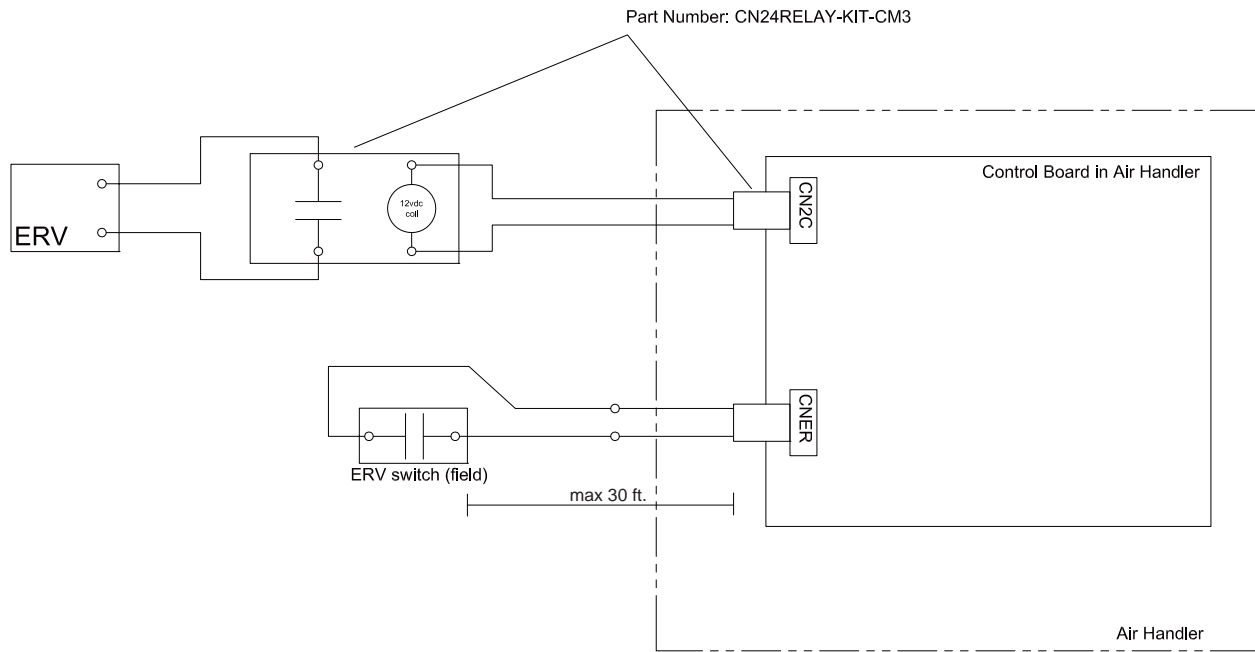 Part Number: CN24RELAY-KIT-CM3
Control Board in Air Handler
CN2C
12vdc
coil
ERV
CNER
ERV switch (field)
max 30 ft.
Air Handler